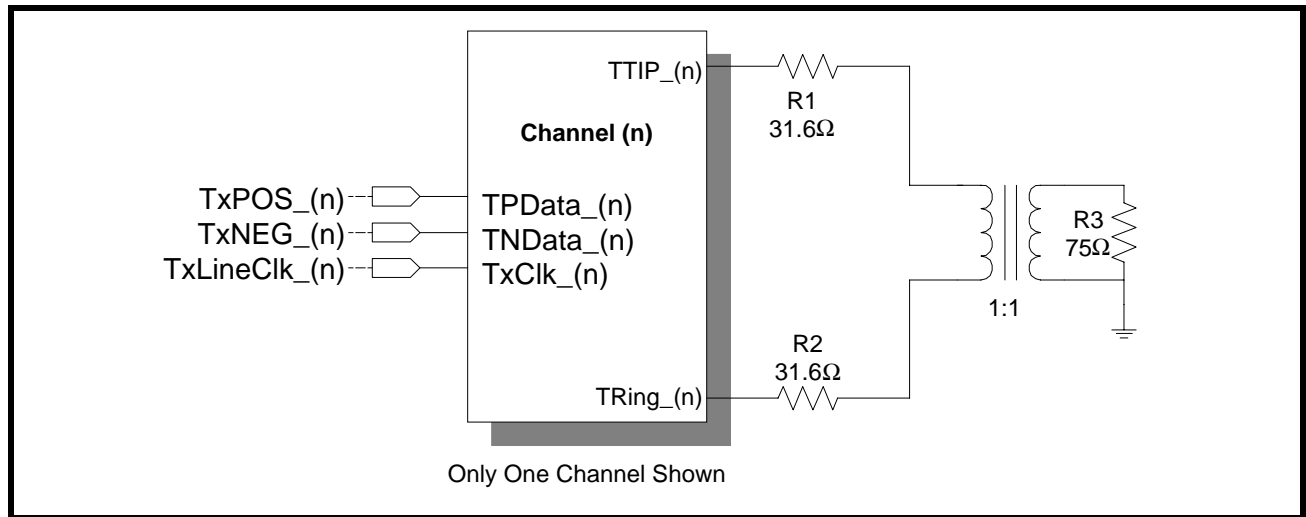 TTIP_(n)
R1
31.6Ω
Channel (n)
TxPOS_(n)
TPData_(n)
TxNEG_(n)
TNData_(n)
TxLineClk_(n)
TxClk_(n)
R3
75Ω
1:1
R2
31.6Ω
TRing_(n)
Only One Channel Shown